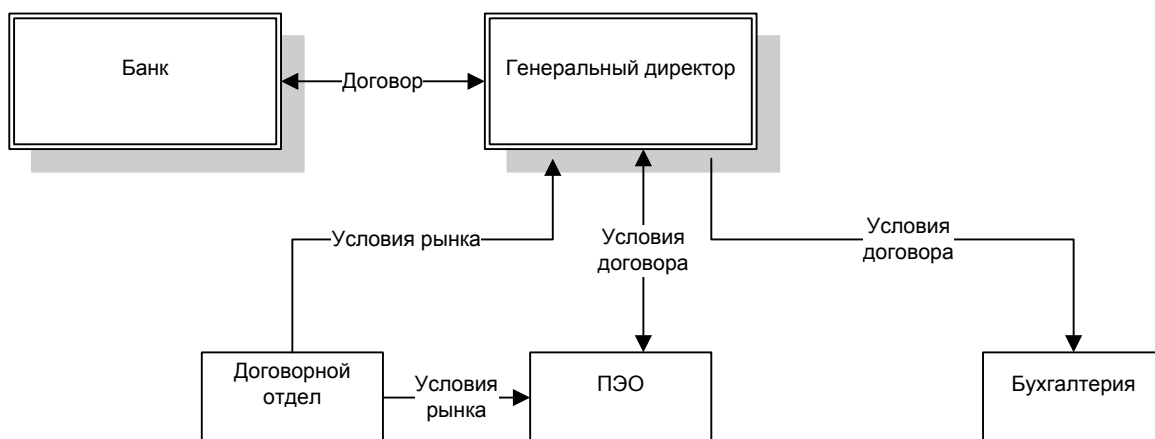 Банк
Договор
Генеральный директор
Условия рынка
Условия
договора
Условия
договора
Договорной
отдел
Условия
рынка
ПЭО
Бухгалтерия